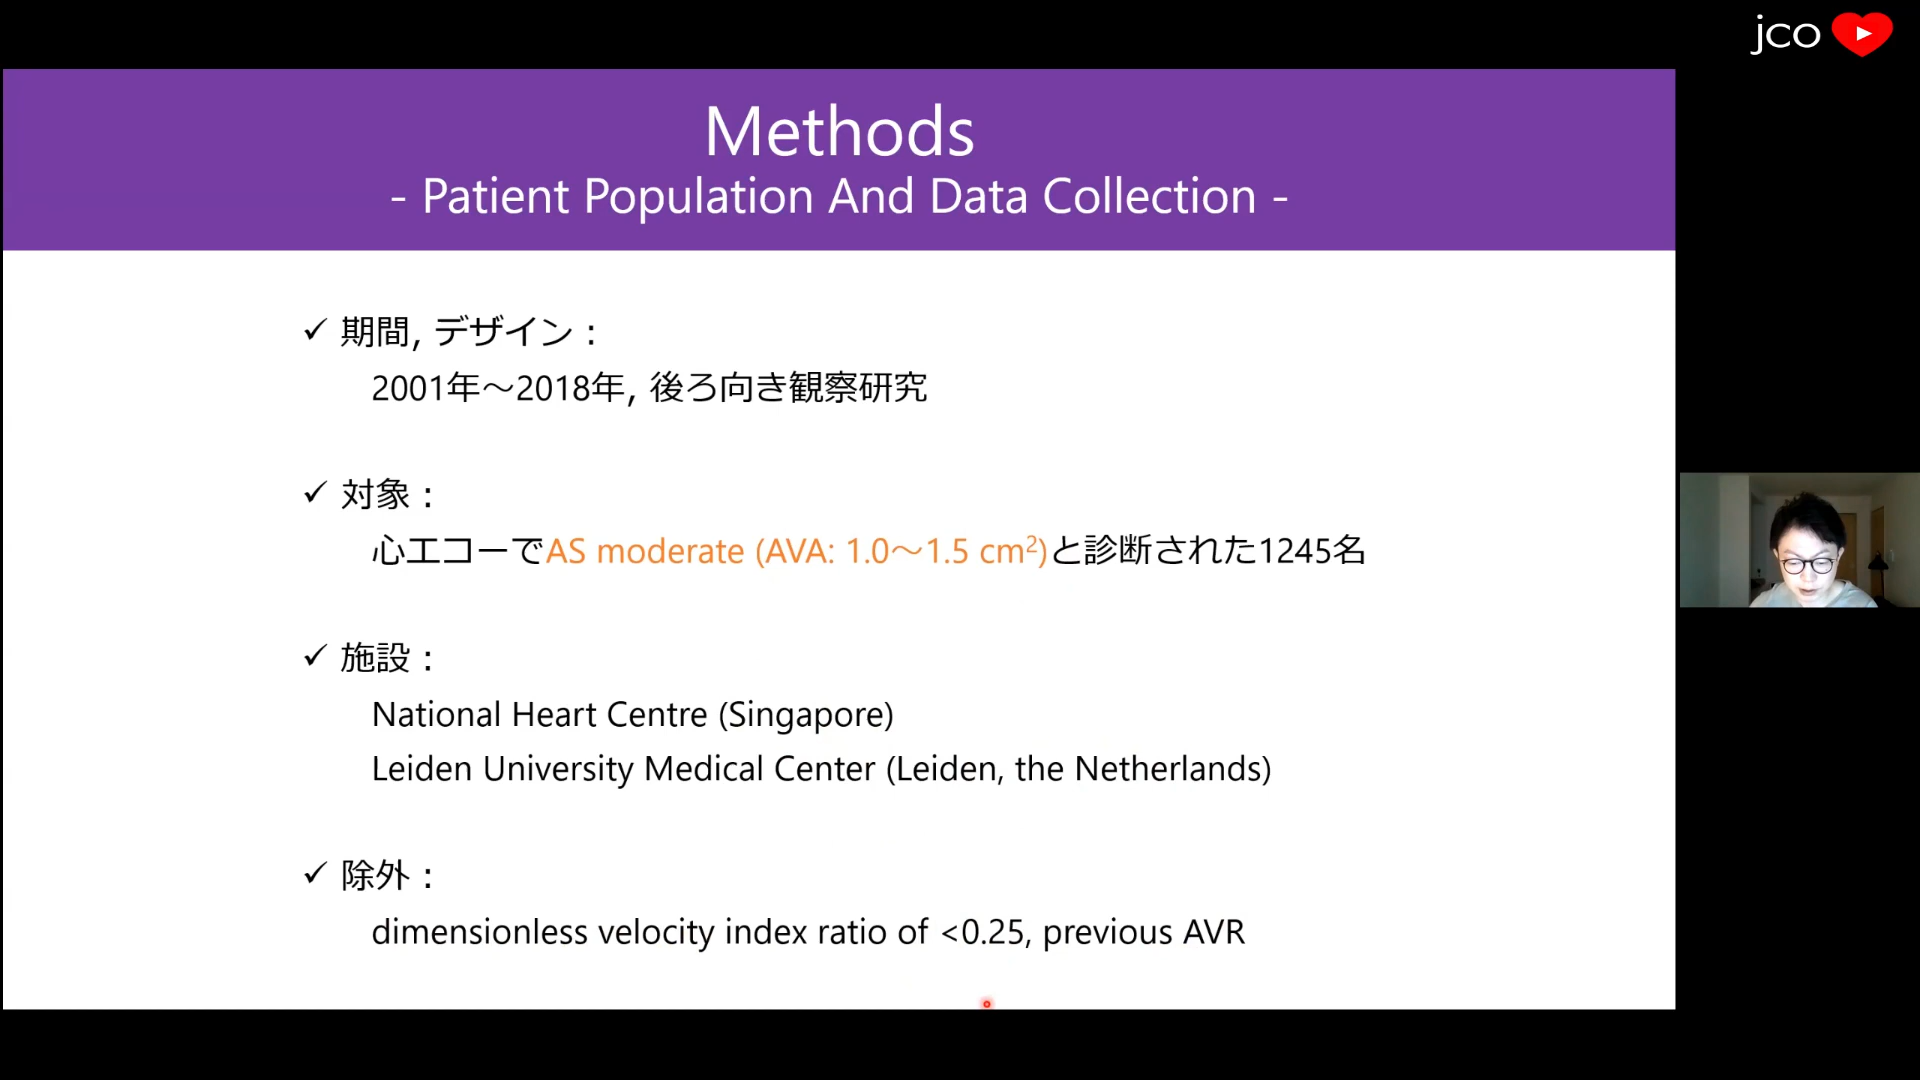 jco
Methods
- Patient Population And Data Collection -
✓ 期間, デザイン：
2001年～2018年, 後ろ向き観察研究
✓ 対象：
心エコーでAS moderate (AVA: 1.0～1.5 cm²)と診断された1245名
✓ 施設：
National Heart Centre (Singapore)
Leiden University Medical Center (Leiden, the Netherlands)
✓ 除外：
dimensionless velocity index ratio of <0.25, previous AVR